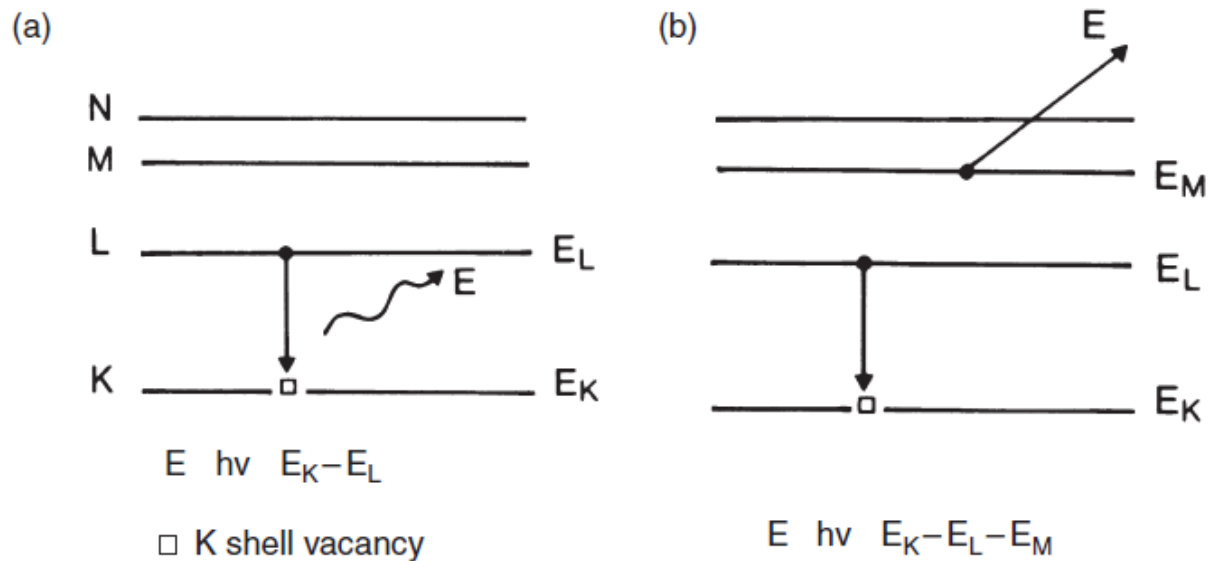 (a)
N
M
L E_L
E
K E_K
E hv E_K–E_L
□ K shell vacancy
(b)
E
E_M
E_L
E_K
E hv E_K–E_L–E_M